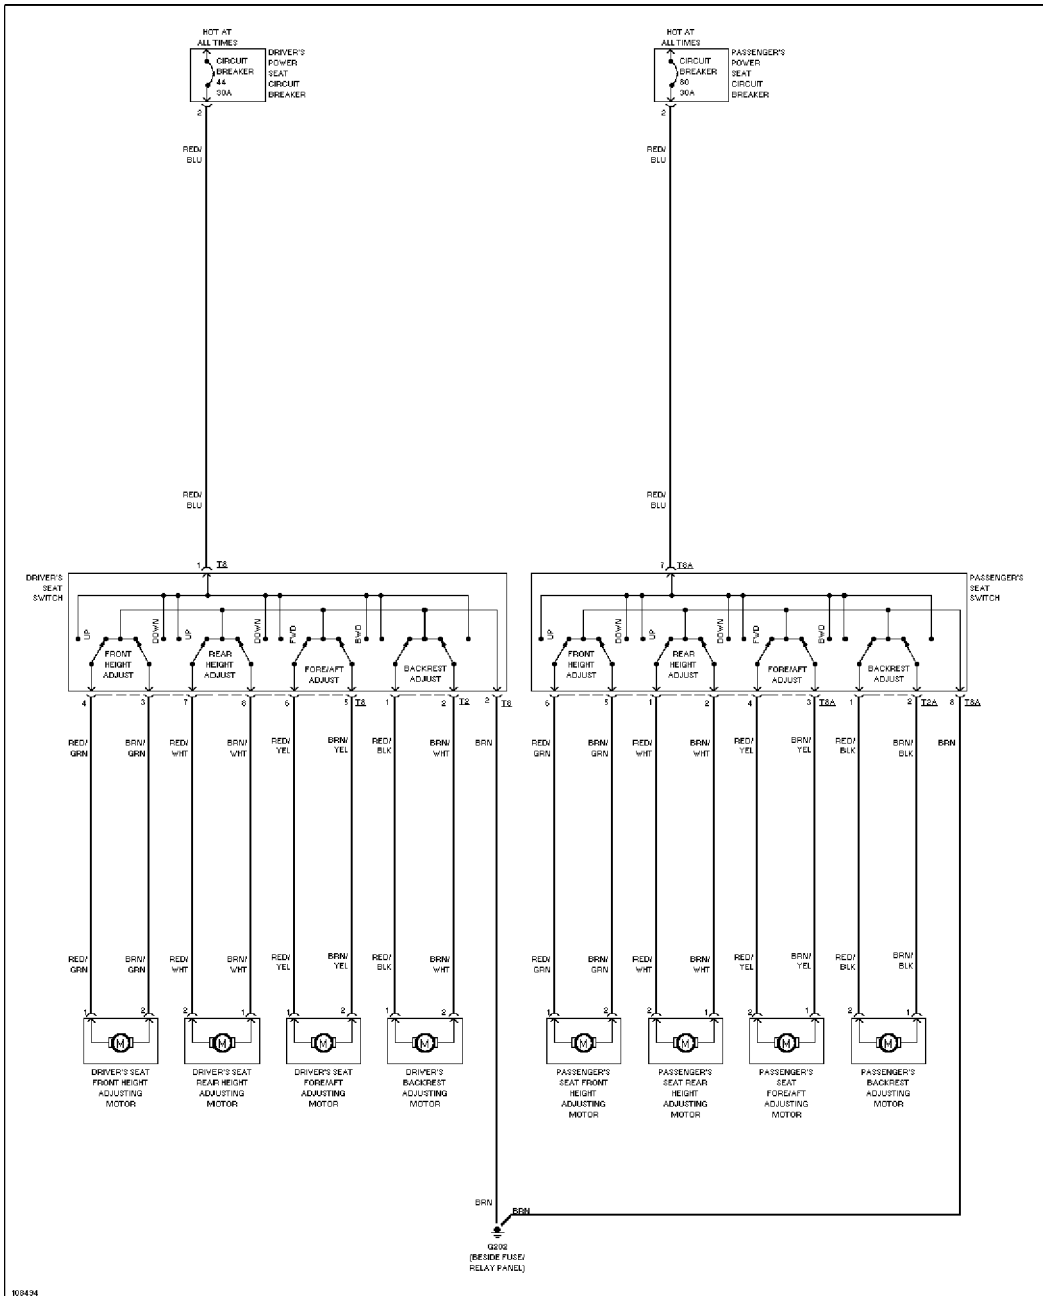 HOT AT
ALL TIMES
CIRCUIT
BREAKER
44
30A
DRIVER'S
POWER
SEAT
CIRCUIT
BREAKER
2
RED/
BLU
RED/
BLU
1 T8
HOT AT
ALL TIMES
CIRCUIT
BREAKER
60
30A
PASSENGER'S
POWER
SEAT
CIRCUIT
BREAKER
2
RED/
BLU
RED/
BLU
7 T8A
DRIVER'S
SEAT
SWITCH
UP
DOWN
UP
DOWN
FWD
BWD
FRONT
HEIGHT
ADJUST
REAR
HEIGHT
ADJUST
FORE/AFT
ADJUST
BACKREST
ADJUST
PASSENGER'S
SEAT
SWITCH
UP
DOWN
UP
DOWN
FWD
BWD
FRONT
HEIGHT
ADJUST
REAR
HEIGHT
ADJUST
FORE/AFT
ADJUST
BACKREST
ADJUST
4 3 7 8 6 5 T8 1 2 T2 2 T8
6 5 1 2 4 3 T8A 1 2 T2A 8 T8A
RED/
GRN
BRN/
GRN
RED/
WHT
BRN/
WHT
RED/
YEL
BRN/
YEL
RED/
BLK
BRN/
WHT
BRN
RED/
GRN
BRN/
GRN
RED/
WHT
BRN/
WHT
RED/
YEL
BRN/
YEL
RED/
BLK
BRN/
BLK
BRN
RED/
GRN
BRN/
GRN
RED/
WHT
BRN/
WHT
RED/
YEL
BRN/
YEL
RED/
BLK
BRN/
WHT
RED/
GRN
BRN/
GRN
RED/
WHT
BRN/
WHT
RED/
YEL
BRN/
YEL
RED/
BLK
BRN/
BLK
1 2 2 1 1 2 1 2
1 2 2 1 2 1 2 1
M M M M M M M M
DRIVER'S SEAT
FRONT HEIGHT
ADJUSTING
MOTOR
DRIVER'S SEAT
REAR HEIGHT
ADJUSTING
MOTOR
DRIVER'S SEAT
FORE/AFT
ADJUSTING
MOTOR
DRIVER'S
BACKREST
ADJUSTING
MOTOR
PASSENGER'S
SEAT FRONT
HEIGHT
ADJUSTING
MOTOR
PASSENGER'S
SEAT REAR
HEIGHT
ADJUSTING
MOTOR
PASSENGER'S
SEAT
FORE/AFT
ADJUSTING
MOTOR
PASSENGER'S
BACKREST
ADJUSTING
MOTOR
BRN
BRN
G202
(BESIDE FUSE/
RELAY PANEL)
108494